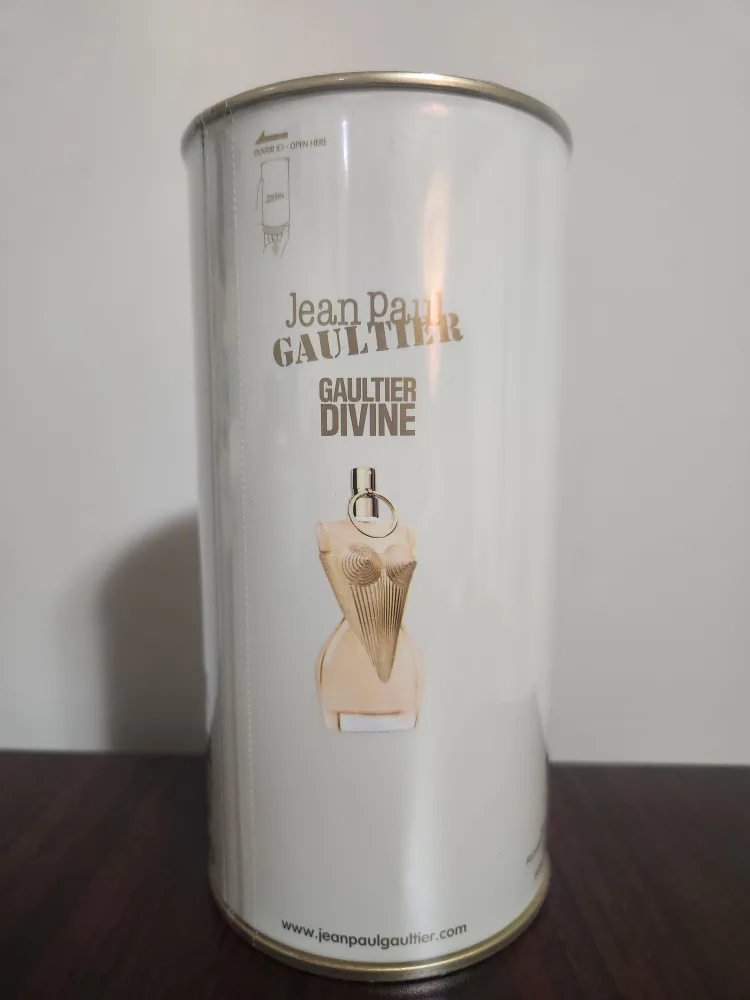 OUVRIR ICI - OPEN HERE
Jean Paul
GAULTIER
GAULTIER
DIVINE
www.jeanpaulgaultier.com